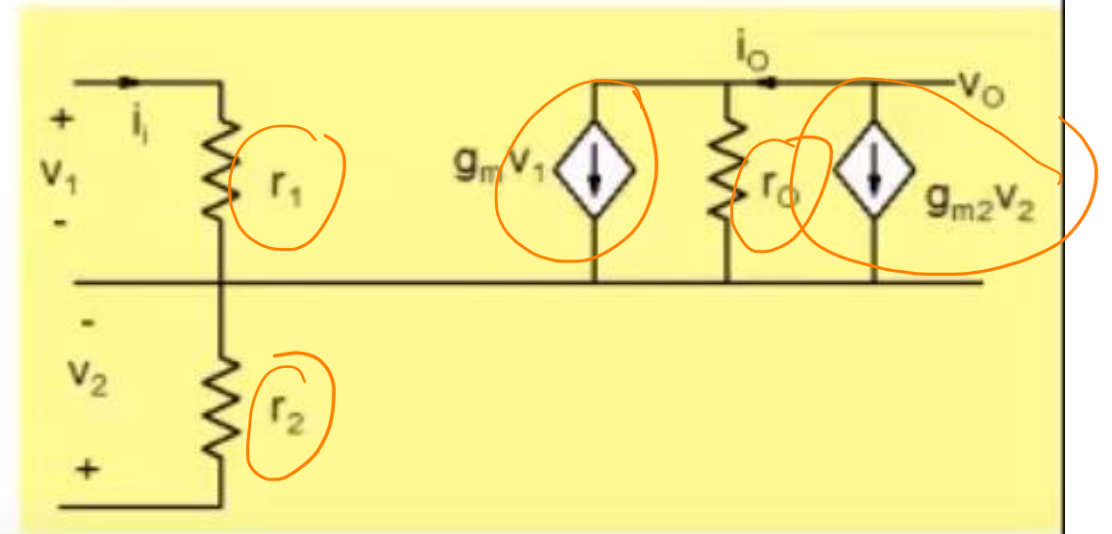 i_O
v_O
+
i_i
v_1
r_1
g_m v_1
r_O
g_m2 v_2
-
-
v_2
r_2
+